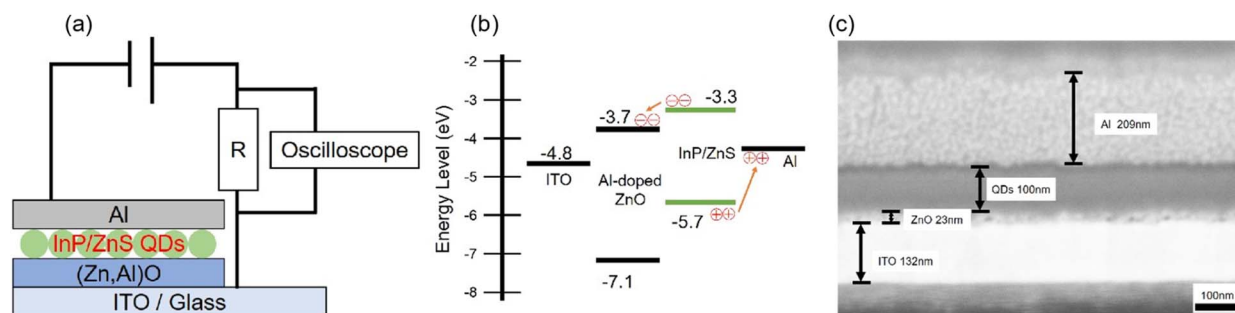 (a)
R
Oscilloscope
Al
InP/ZnS QDs
(Zn,Al)O
ITO / Glass
(b)
Energy Level (eV)
-2
-3
-4
-5
-6
-7
-8
-4.8
ITO
-3.7
Al-doped
ZnO
-7.1
-3.3
InP/ZnS
-5.7
Al
(c)
Al 209nm
QDs 100nm
ZnO 23nm
ITO 132nm
100nm